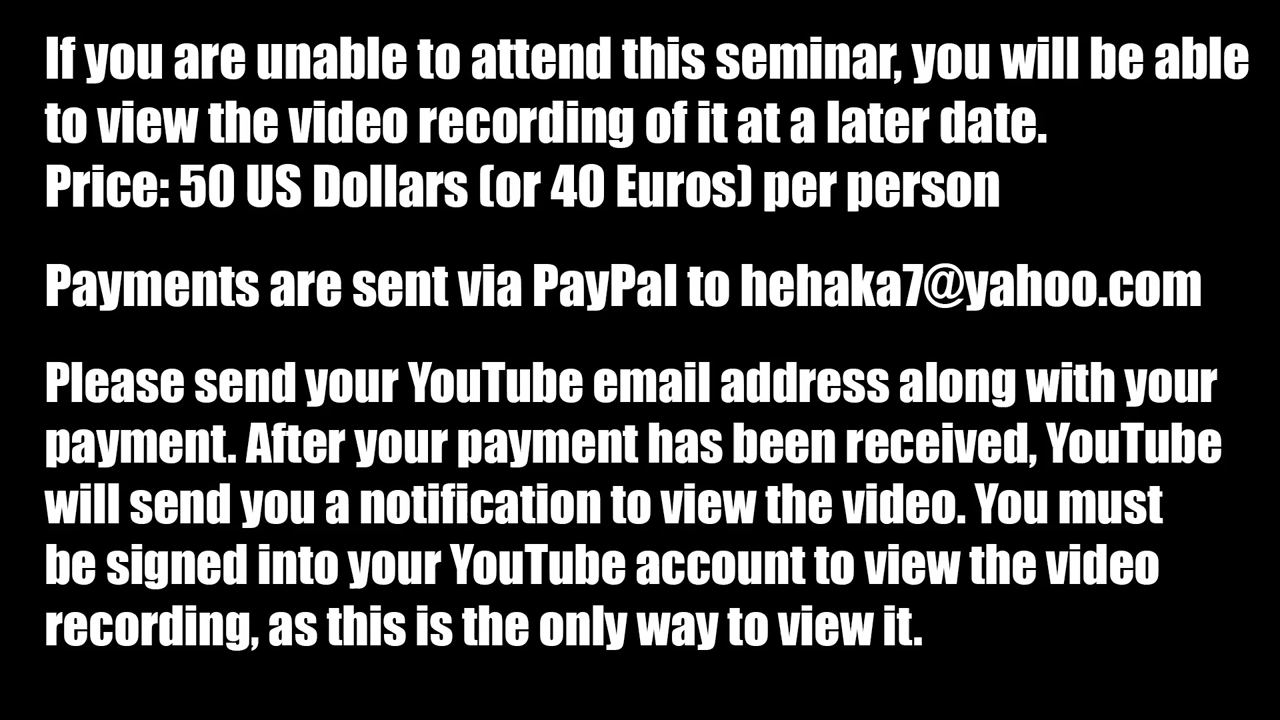 If you are unable to attend this seminar, you will be able
to view the video recording of it at a later date.
Price: 50 US Dollars (or 40 Euros) per person
Payments are sent via PayPal to hehaka7@yahoo.com
Please send your YouTube email address along with your
payment. After your payment has been received, YouTube
will send you a notification to view the video. You must
be signed into your YouTube account to view the video
recording, as this is the only way to view it.